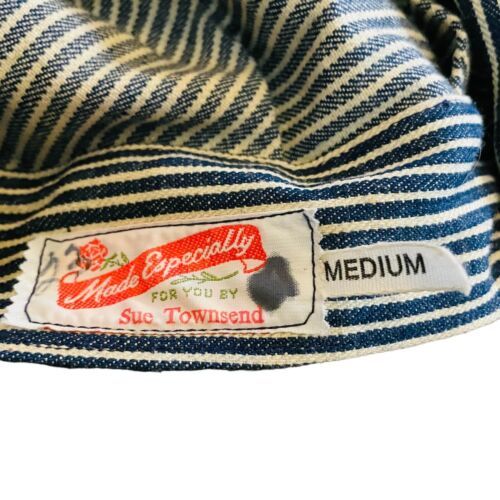 Made Especially
FOR YOU BY
Sue Townsend
MEDIUM